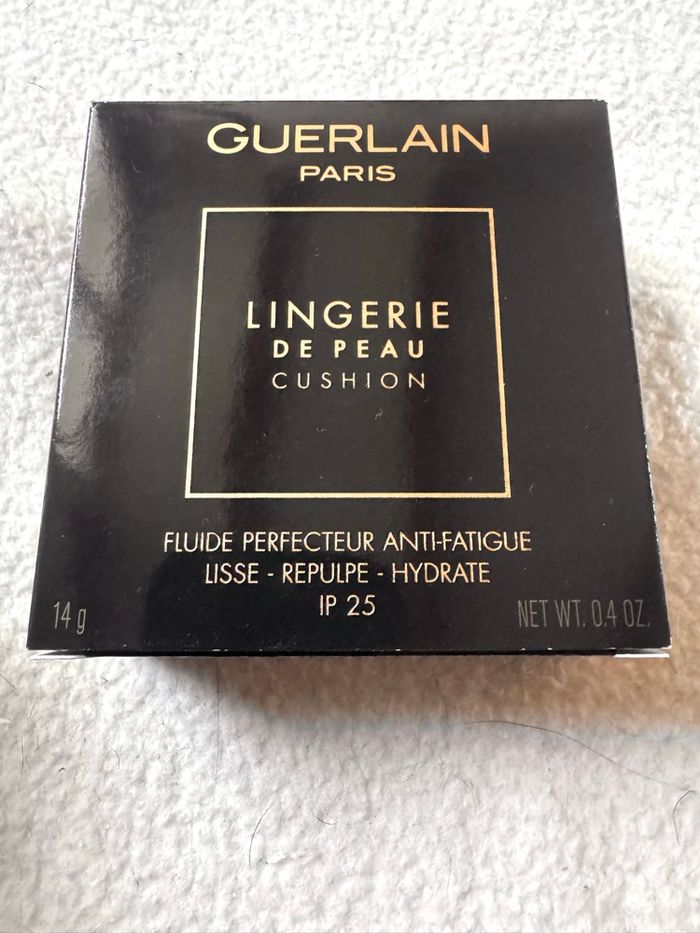 GUERLAIN
PARIS
LINGERIE
DE PEAU
CUSHION
FLUIDE PERFECTEUR ANTI-FATIGUE
LISSE - REPULPE - HYDRATE
IP 25
14 g
NET WT. 0.4 OZ.